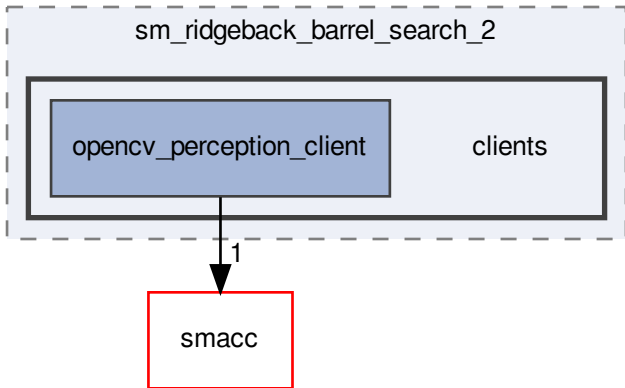 sm_ridgeback_barrel_search_2
opencv_perception_client
clients
1
smacc